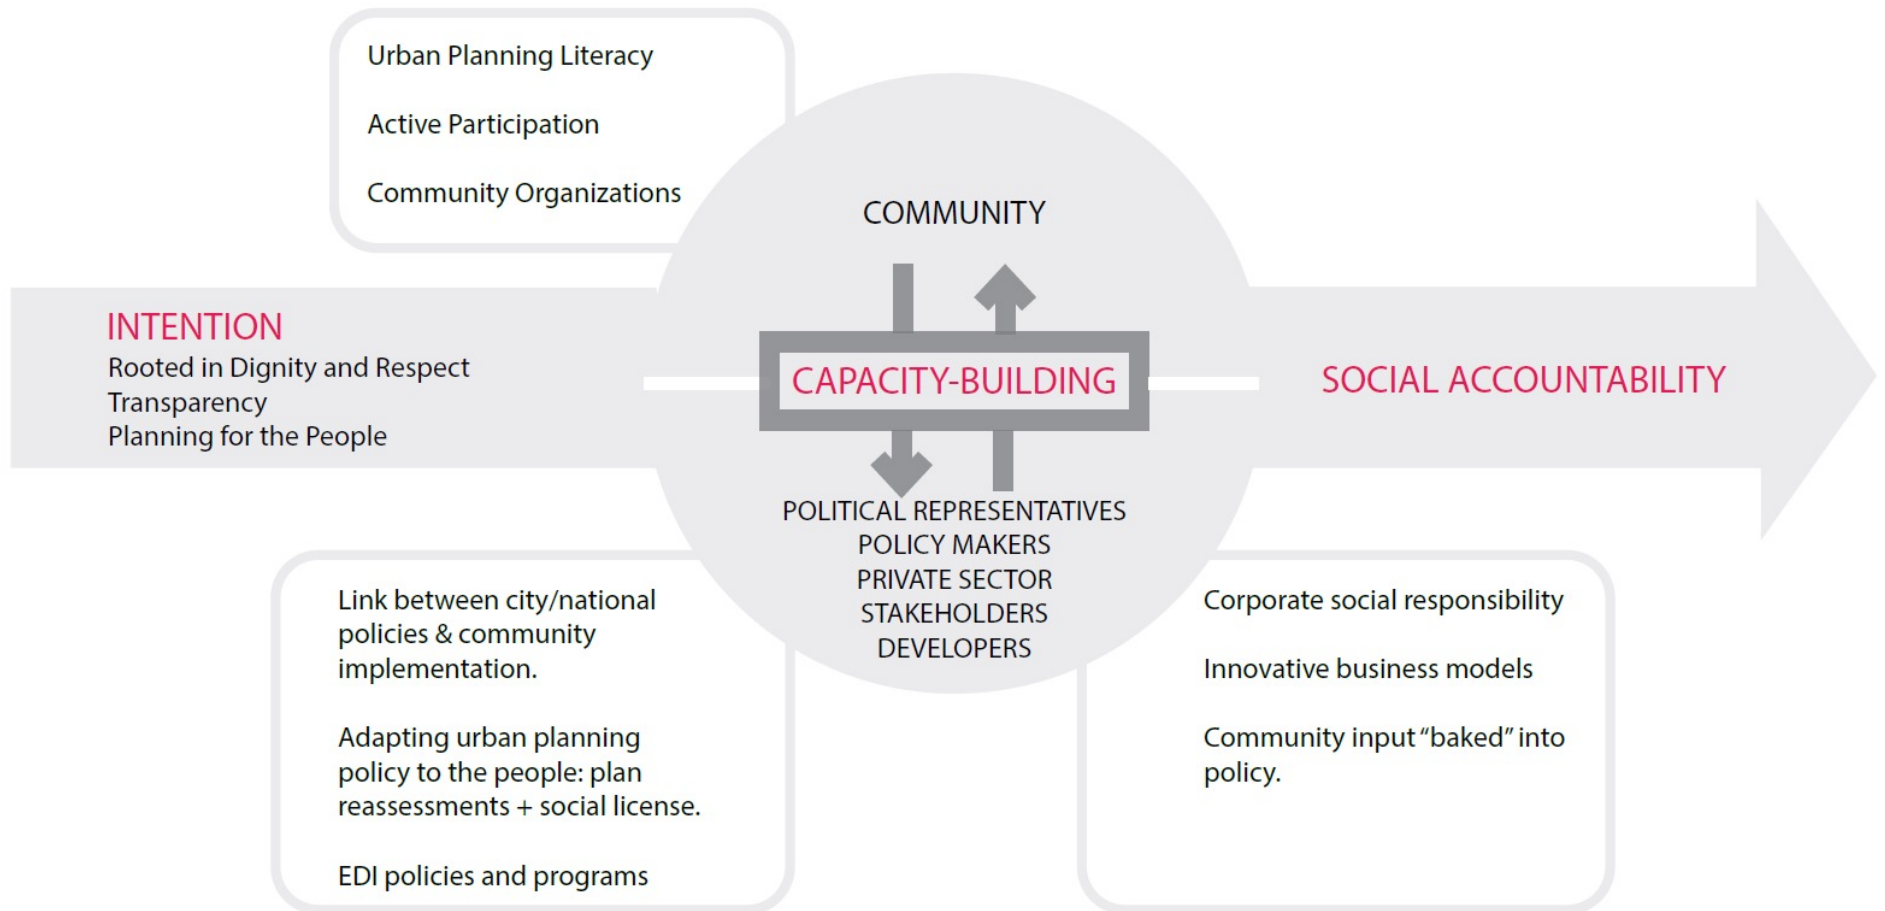 Urban Planning Literacy
Active Participation
Community Organizations
COMMUNITY
INTENTION
Rooted in Dignity and Respect
Transparency
Planning for the People
CAPACITY-BUILDING
SOCIAL ACCOUNTABILITY
POLITICAL REPRESENTATIVES
POLICY MAKERS
PRIVATE SECTOR
STAKEHOLDERS
DEVELOPERS
Link between city/national
policies & community
implementation.
Adapting urban planning
policy to the people: plan
reassessments + social license.
EDI policies and programs
Corporate social responsibility
Innovative business models
Community input “baked” into
policy.